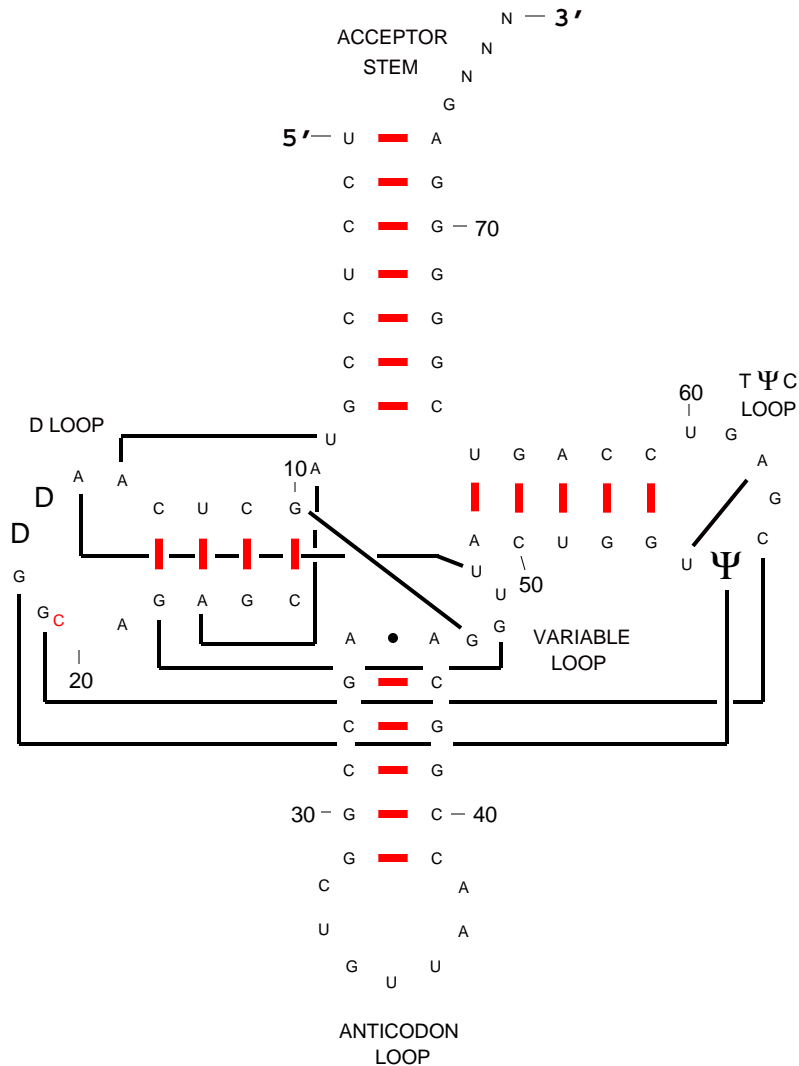 N 3′
ACCEPTOR
STEM
N
N
G
5′ U A
C G
C G 70
U G
C G
C G
G C
60
T Ψ C
LOOP
D LOOP
U
U G A C C
U G A G C
10
A
A A
D
D
C U C G
A C U G G
U Ψ
G
G C
20
A G A G C
50
U U G G
A • A
VARIABLE
LOOP
G C
C G
C G
30 G C 40
G C
C A
U A
G U U
ANTICODON
LOOP